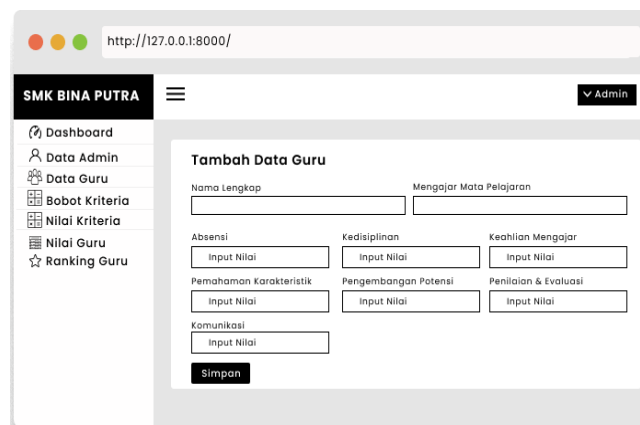 http://127.0.0.1:8000/
SMK BINA PUTRA
Admin
Dashboard
Data Admin
Data Guru
Bobot Kriteria
Nilai Kriteria
Nilai Guru
Ranking Guru
Tambah Data Guru
Nama Lengkap Mengajar Mata Pelajaran
Absensi Kedisiplinan Keahlian Mengajar
Input Nilai Input Nilai Input Nilai
Pemahaman Karakteristik Pengembangan Potensi Penilaian & Evaluasi
Input Nilai Input Nilai Input Nilai
Komunikasi
Input Nilai
Simpan